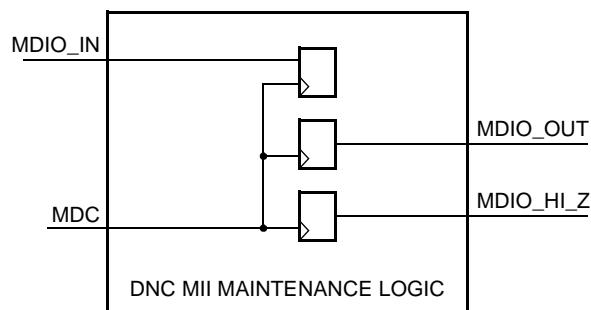 MDIO_IN
MDIO_OUT
MDIO_HI_Z
MDC
DNC MII MAINTENANCE LOGIC